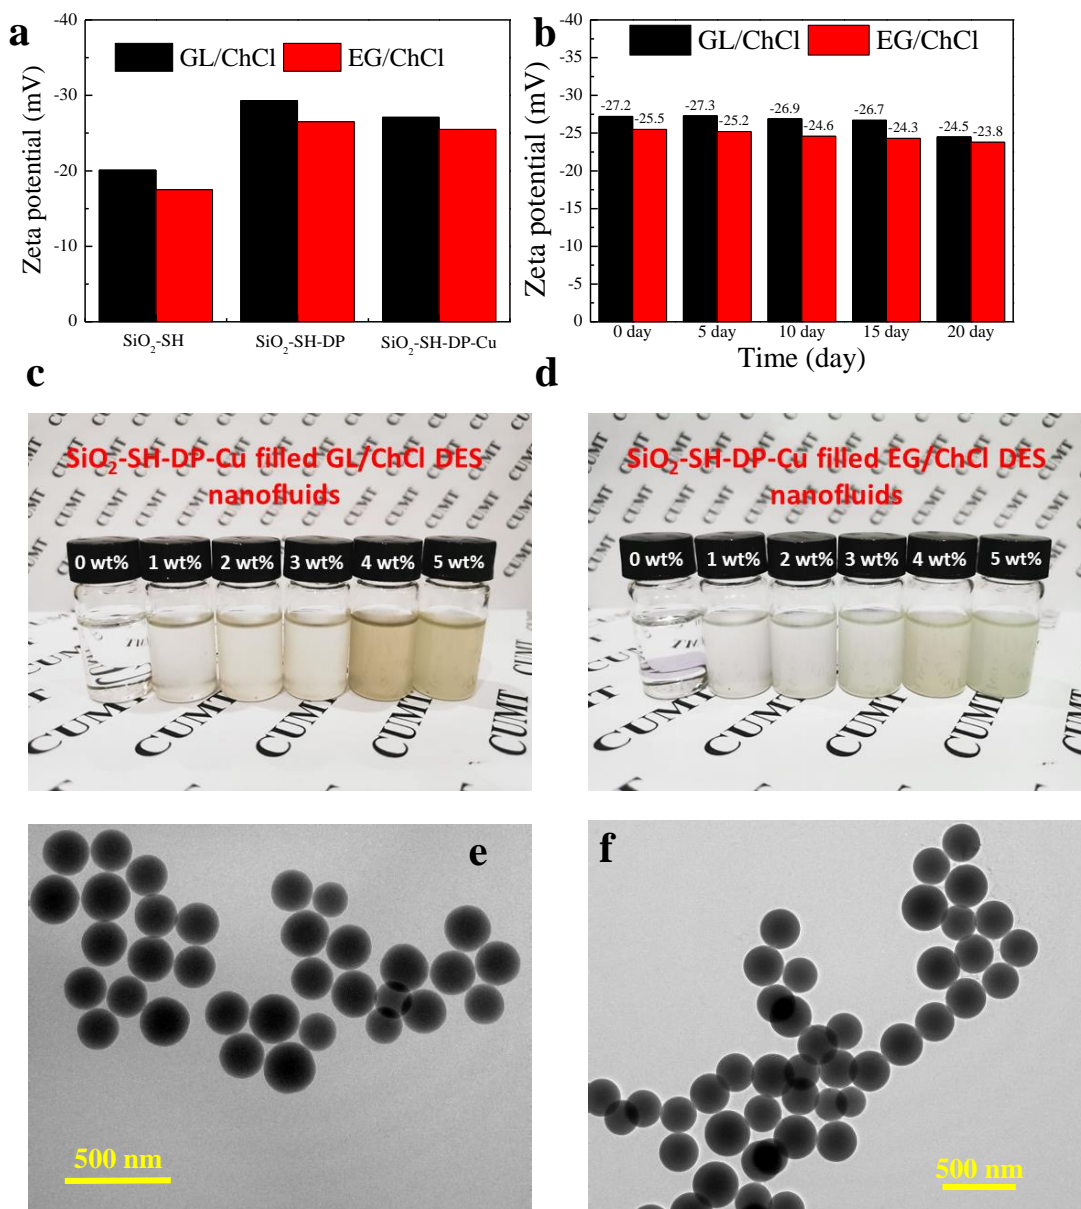 a
GL/ChCl
EG/ChCl
Zeta potential (mV)
-40
-30
-20
-10
0
SiO₂-SH
SiO₂-SH-DP
SiO₂-SH-DP-Cu
b
GL/ChCl
EG/ChCl
Zeta potential (mV)
-40
-35
-30
-25
-20
-15
-10
-5
0
-27.2
-25.5
-27.3
-25.2
-26.9
-24.6
-26.7
-24.3
-24.5
-23.8
0 day
5 day
10 day
15 day
20 day
Time (day)
c
SiO₂-SH-DP-Cu filled GL/ChCl DES
nanofluids
0 wt%
1 wt%
2 wt%
3 wt%
4 wt%
5 wt%
CUMT
CUMT
CUMT
CUMT
CUMT
d
SiO₂-SH-DP-Cu filled EG/ChCl DES
nanofluids
0 wt%
1 wt%
2 wt%
3 wt%
4 wt%
5 wt%
CUMT
CUMT
CUMT
CUMT
e
500 nm
f
500 nm